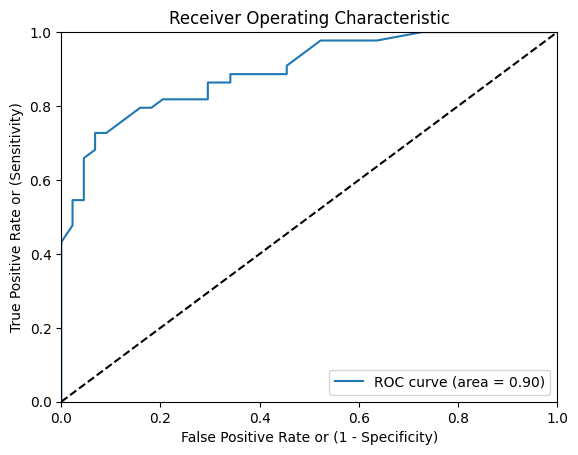 Receiver Operating Characteristic
True Positive Rate or (Sensitivity)
1.0
0.8
0.6
0.4
0.2
0.0
ROC curve (area = 0.90)
0.0 0.2 0.4 0.6 0.8 1.0
False Positive Rate or (1 - Specificity)